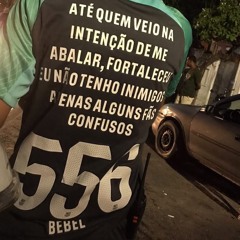 ATÉ QUEM VEIO NA
INTENÇÃO DE ME
ABALAR, FORTALECEU
EU NÃO TENHO INIMIGOS
APENAS ALGUNS FÃS
CONFUSOS
556
BEBEL